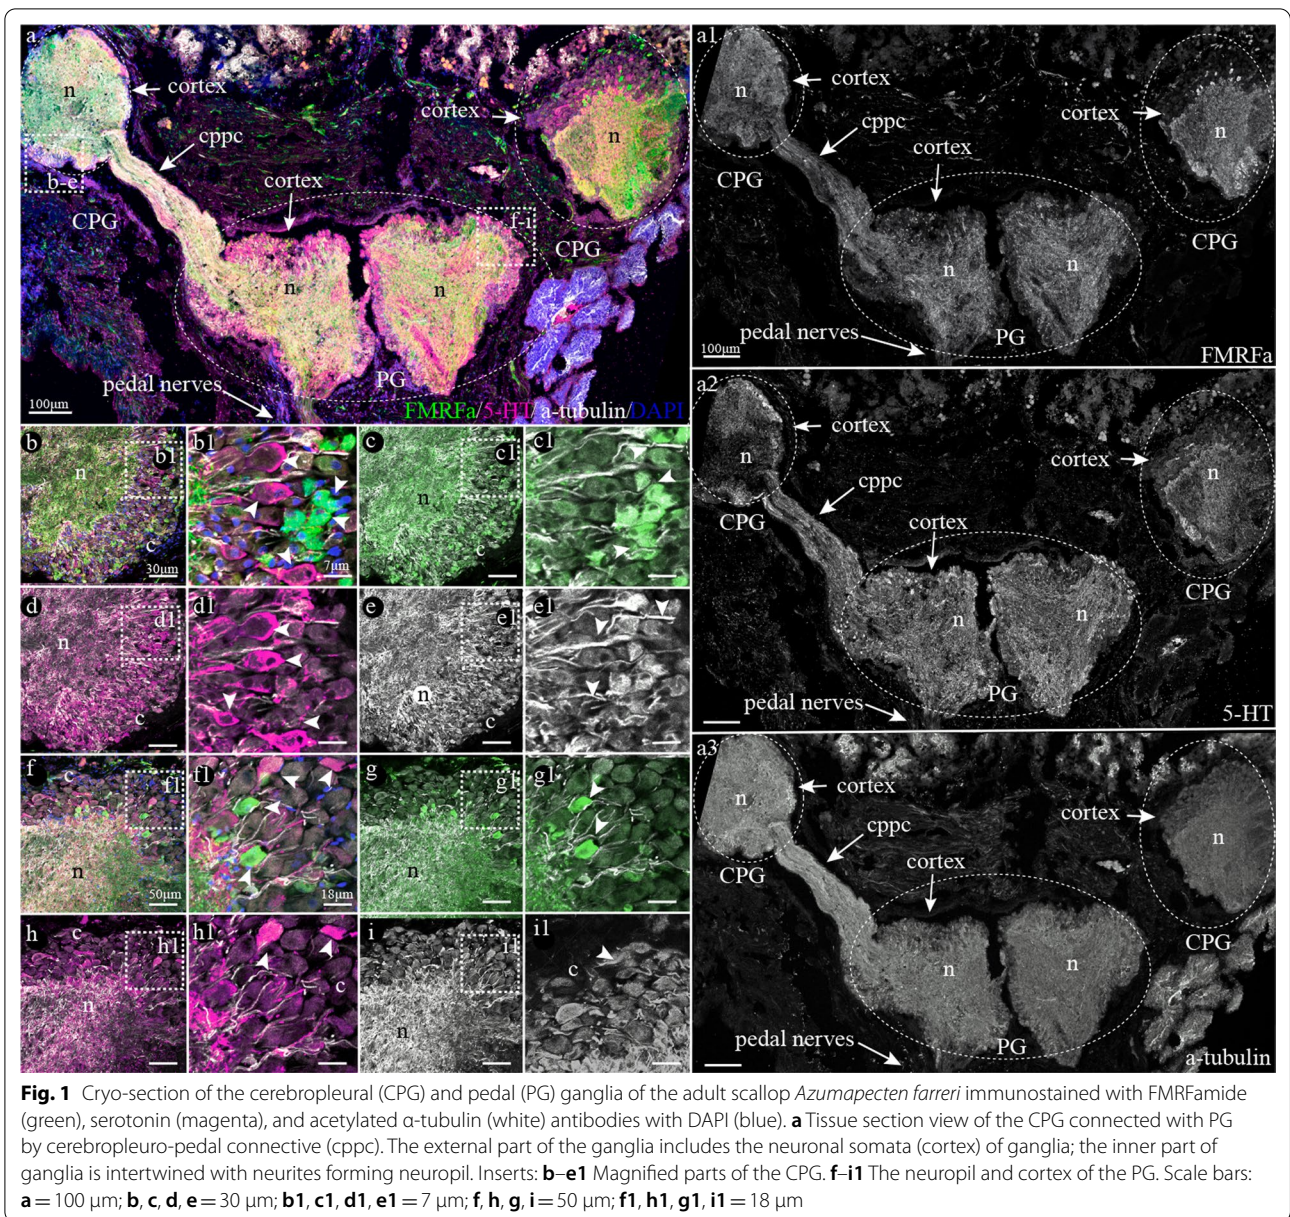 a
n
cortex
cortex
n
cppc
cortex
b-e
f-i
CPG
CPG
n
n
PG
pedal nerves
100μm
FMRFa/5-HT/a-tubulin/DAPI
a1
n
cortex
cortex
n
cppc
cortex
CPG
CPG
n
n
pedal nerves
PG
100μm
FMRFa
a2
cortex
n
cortex
n
cppc
CPG
cortex
CPG
n
n
pedal nerves
PG
5-HT
a3
n
cortex
cortex
cppc
n
cortex
CPG
CPG
n
n
pedal nerves
PG
a-tubulin
b
b1
n
c
30μm
b1
7μm
c
c1
n
c
c1
d
d1
n
c
d1
e
e1
n
c
e1
f
c
f1
n
50μm
f1
18μm
g
g1
n
g1
h
c
h1
n
h1
c
i
i1
n
i1
c
Fig. 1 Cryo-section of the cerebropleural (CPG) and pedal (PG) ganglia of the adult scallop Azumapecten farreri immunostained with FMRFamide
(green), serotonin (magenta), and acetylated α-tubulin (white) antibodies with DAPI (blue). a Tissue section view of the CPG connected with PG
by cerebropleuro-pedal connective (cppc). The external part of the ganglia includes the neuronal somata (cortex) of ganglia; the inner part of
ganglia is intertwined with neurites forming neuropil. Inserts: b–e1 Magnified parts of the CPG. f–i1 The neuropil and cortex of the PG. Scale bars:
a = 100 μm; b, c, d, e = 30 μm; b1, c1, d1, e1 = 7 μm; f, h, g, i = 50 μm; f1, h1, g1, i1 = 18 μm